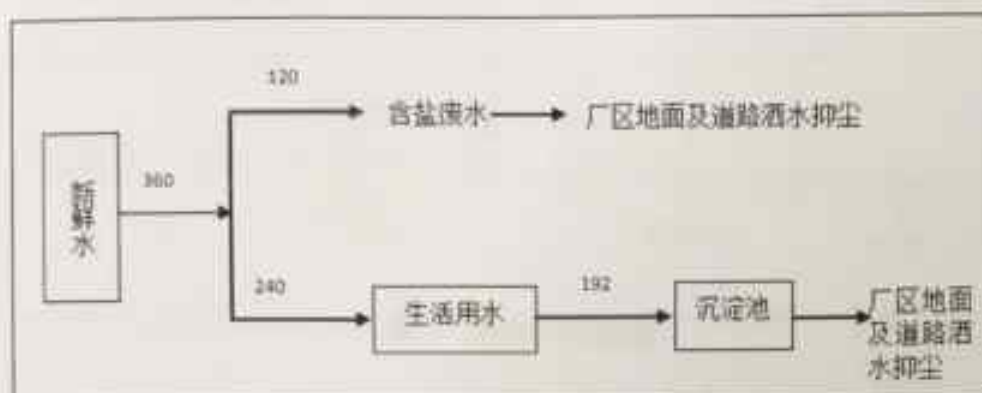 120
含盐废水
厂区地面及道路洒水抑尘
新鲜水
360
240
生活用水
192
沉淀池
厂区地面
及道路洒
水抑尘